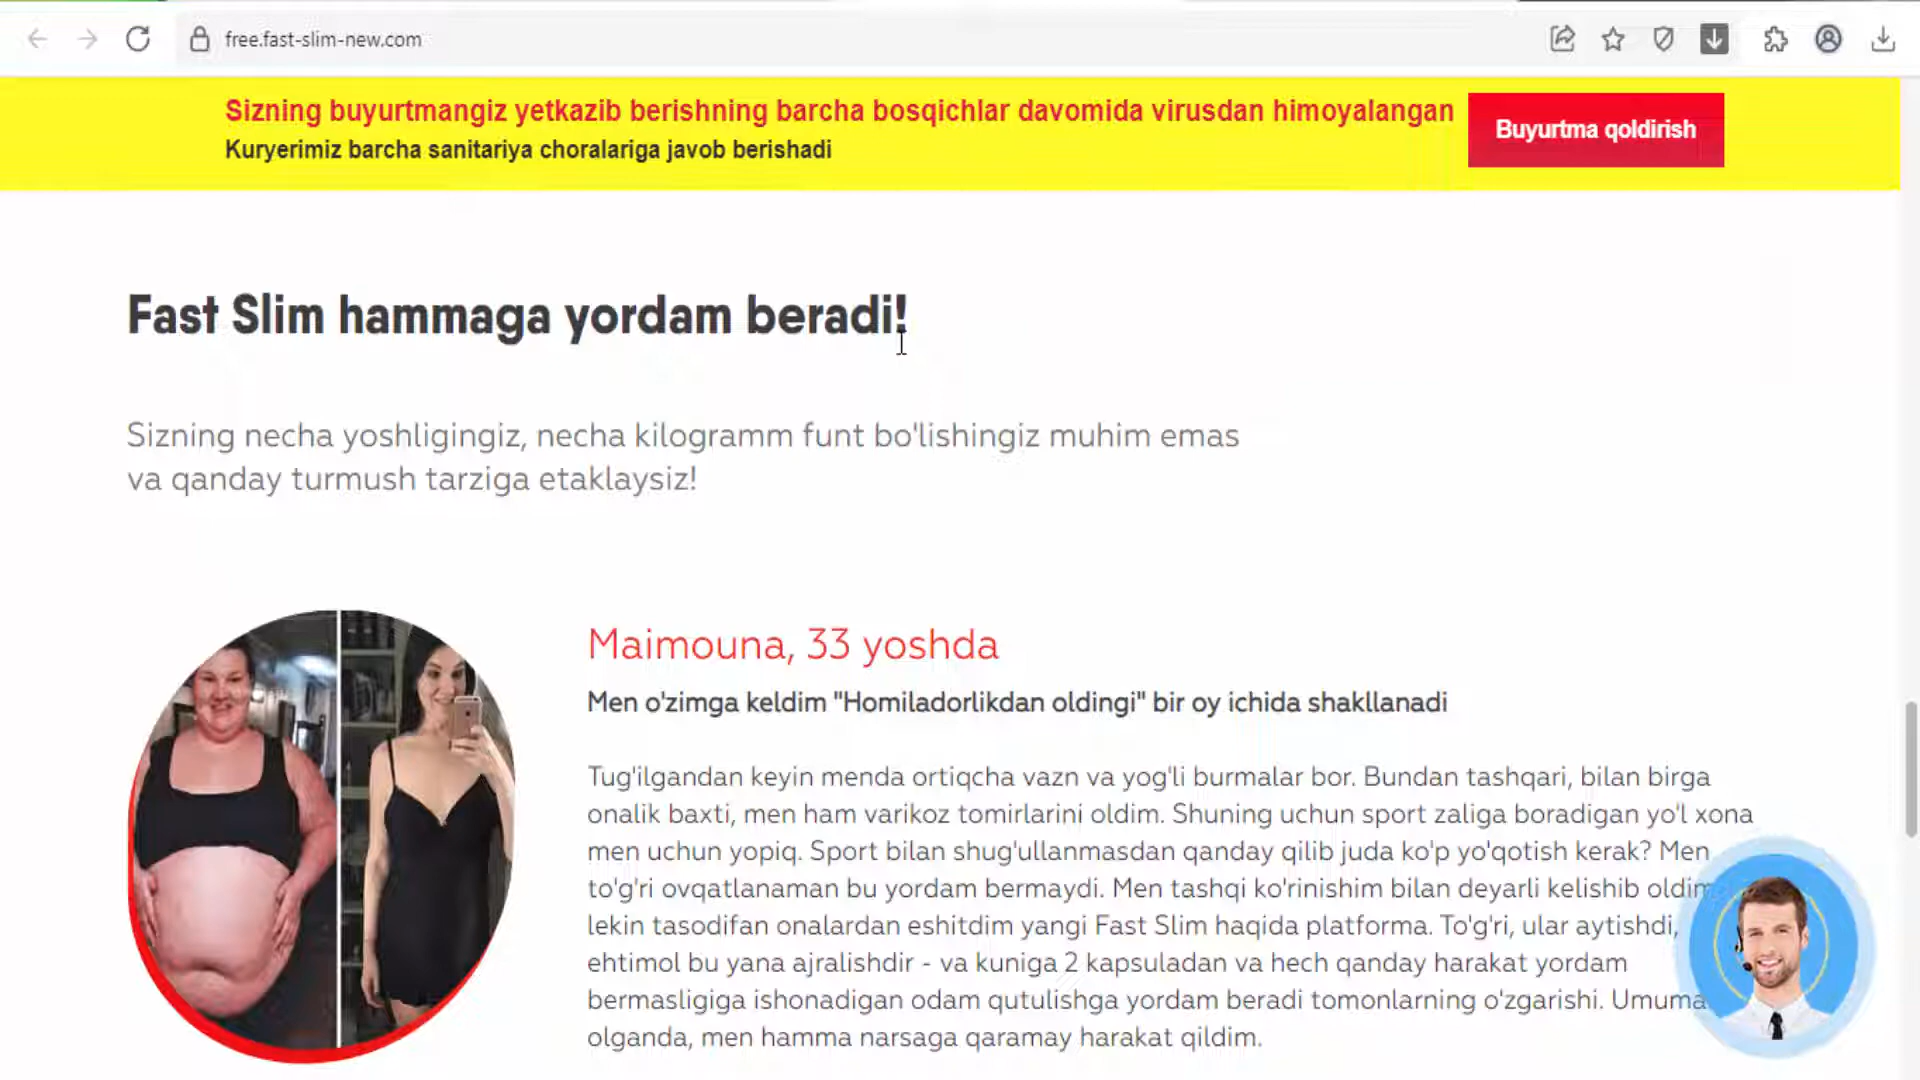 free.fast-slim-new.com
Sizning buyurtmangiz yetkazib berishning barcha bosqichlar davomida virusdan himoyalangan
Kuryerimiz barcha sanitariya choralariga javob berishadi
Buyurtma qoldirish
Fast Slim hammaga yordam beradi!
Sizning necha yoshligingiz, necha kilogramm funt bo'lishingiz muhim emas
va qanday turmush tarziga etaklaysiz!
Maimouna, 33 yoshda
Men o'zimga keldim "Homiladorlikdan oldingi" bir oy ichida shakllanadi
Tug'ilgandan keyin menda ortiqcha vazn va yog'li burmalar bor. Bundan tashqari, bilan birga
onalik baxti, men ham varikoz tomirlarini oldim. Shuning uchun sport zaliga boradigan yo'l xona
men uchun yopiq. Sport bilan shug'ullanmasdan qanday qilib juda ko'p yo'qotish kerak? Men
to'g'ri ovqatlanaman bu yordam bermaydi. Men tashqi ko'rinishim bilan deyarli kelishib oldim
lekin tasodifan onalardan eshitdim yangi Fast Slim haqida platforma. To'g'ri, ular aytishdi,
ehtimol bu yana ajralishdir - va kuniga 2 kapsuladan va hech qanday harakat yordam
bermasligiga ishonadigan odam qutulishga yordam beradi tomonlarning o'zgarishi. Umuma
olganda, men hamma narsaga qaramay harakat qildim.